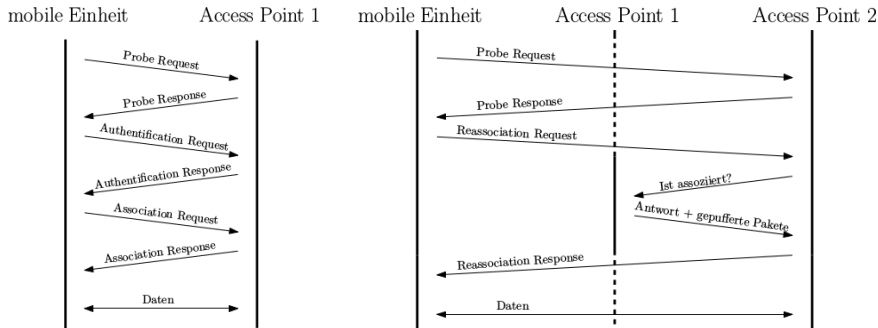 mobile Einheit
Access Point 1
Probe Request
Probe Response
Authentification Request
Authentification Response
Association Request
Association Response
Daten
mobile Einheit
Access Point 1
Access Point 2
Probe Request
Probe Response
Reassociation Request
Ist assoziiert?
Antwort + gepufferte Pakete
Reassociation Response
Daten